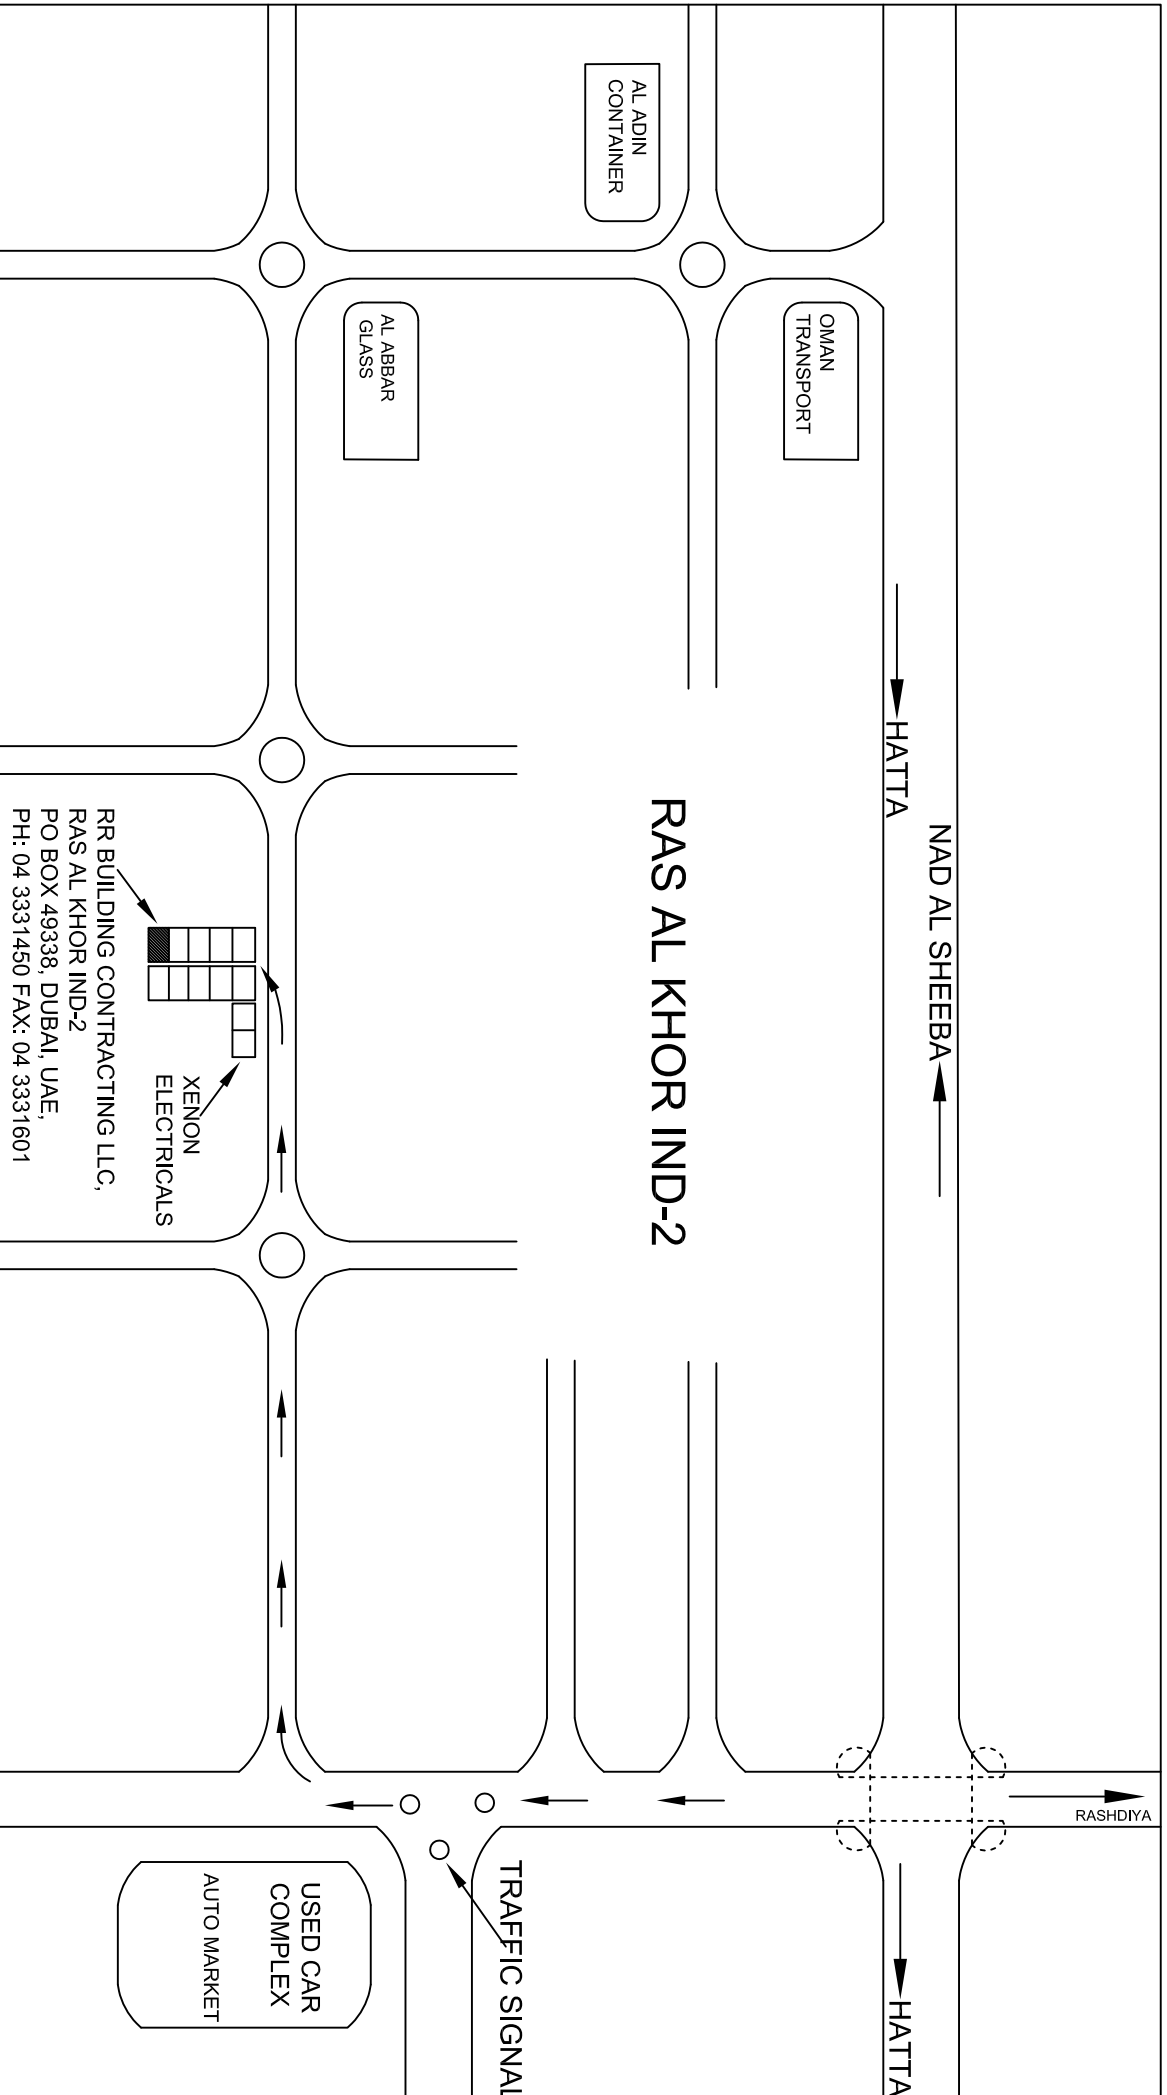 RASHDIYA
NAD AL SHEEBA
HATTA
HATTA
OMAN
TRANSPORT
AL ADIN
CONTAINER
RAS AL KHOR IND-2
TRAFFIC SIGNAL
AL ABBAR
GLASS
USED CAR
COMPLEX
AUTO MARKET
XENON
ELECTRICALS
RR BUILDING CONTRACTING LLC,
RAS AL KHOR IND-2
PO BOX 49338, DUBAI, UAE,
PH: 04 3331450 FAX: 04 3331601